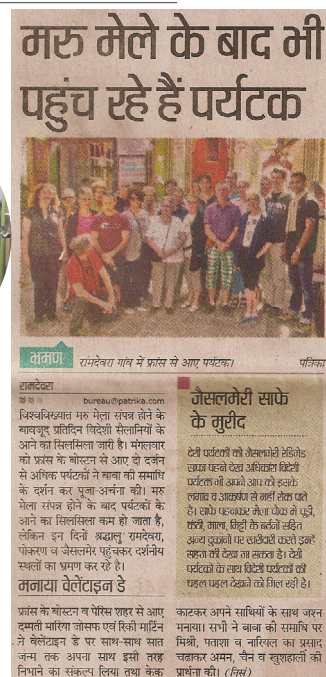 मरु मेले के बाद भी
पहुंच रहे हैं पर्यटक
भ्रमण रामदेवरा गांव में फ्रांस से आए पर्यटक। पत्रिका
रामदेवरा
bureau@patrika.com
विश्वविख्यात मरु मेला संपन्न होने के
बावजूद प्रतिदिन विदेशी सैलानियों के
आने का सिलसिला जारी है। मंगलवार
को फ्रांस के बोस्टन से आए दो दर्जन
से अधिक पर्यटकों ने बाबा की समाधि
के दर्शन कर पूजा-अर्चना की। मरु
मेला संपन्न होने के बाद पर्यटकों के
आने का सिलसिला कम हो जाता है,
लेकिन इन दिनों श्रद्धालु रामदेवरा,
पोकरण व जैसलमेर पहुंचकर दर्शनीय
स्थलों का भ्रमण कर रहे है।
मनाया वेलेंटाइन डे
फ्रांस के बोस्टन व पेरिस शहर से आए
दम्पती मारिया जोसफ एवं रिकी मार्टिन
ने वेलेंटाइन डे पर साथ-साथ सात
जन्म तक अपना साथ इसी तरह
निभाने का संकल्प लिया तथा केक
जैसलमेरी साफे
के मुरीद
देशी पर्यटकों को जैसलमेरी रेडिमेड
साफा पहने देख अधिकांश विदेशी
पर्यटक भी अपने आप को इसके
लगाव व आकर्षण से नहीं रोक पाते
है। साफे पहनकर मेला चौक में चूड़ी,
कंठी, माला, मिट्टी के बर्तनों सहित
अन्य दुकानों पर खरीदारी करते इन्हें
सहज की देखा जा सकता है। देशी
पर्यटकों के साथ विदेशी पर्यटकों की
चहल पहल देखने को मिल रही है।
काटकर अपने साथियों के साथ जश्न-
मनाया। सभी ने बाबा की समाधि पर
मिश्री, पताशा व नारियल का प्रसाद
चढाकर अमन, चैन व खुशहाली की
प्रार्थना की। (निसं)